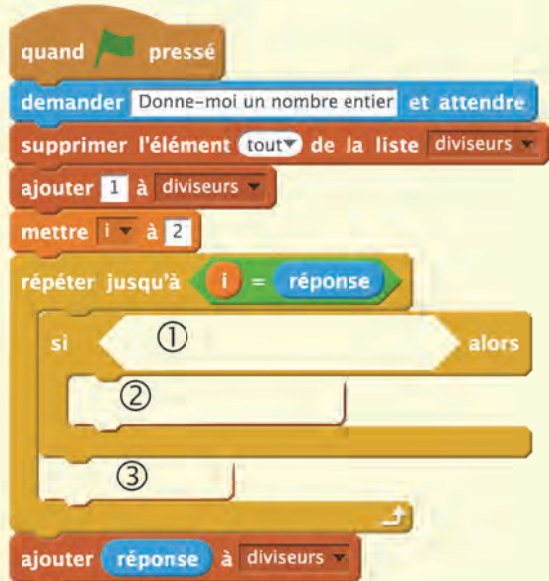 quand pressé
demander Donne-moi un nombre entier et attendre
supprimer l'élément tout de la liste diviseurs
ajouter 1 à diviseurs
mettre i à 2
répéter jusqu'à i = réponse
si ① alors
②
③
ajouter réponse à diviseurs